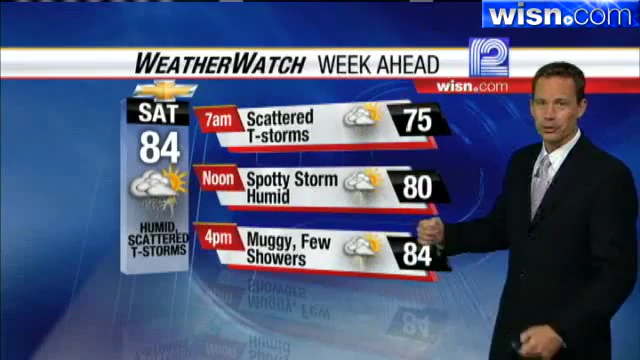 wisn.com
WEATHERWATCH WEEK AHEAD
12
wisn.com
SAT
84
HUMID, SCATTERED T-STORMS
7am Scattered T-storms 75
Noon Spotty Storm Humid 80
4pm Muggy, Few Showers 84